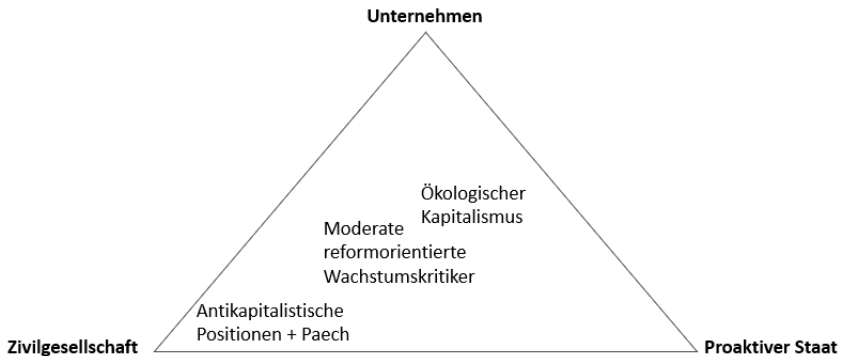 Unternehmen
Ökologischer
Kapitalismus
Moderate
reformorientierte
Wachstumskritiker
Antikapitalistische
Positionen + Paech
Zivilgesellschaft
Proaktiver Staat